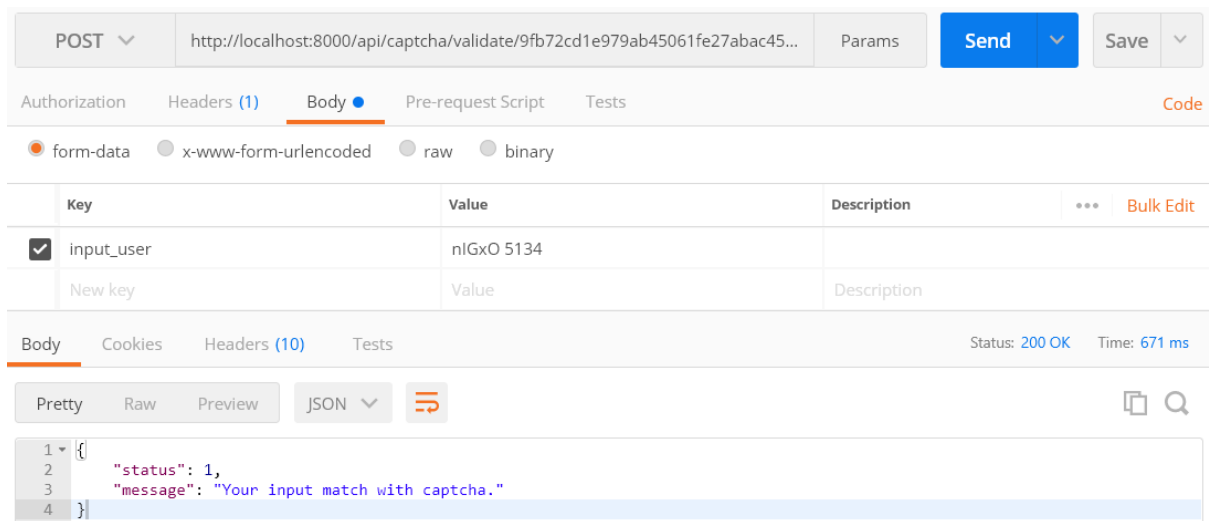 POST http://localhost:8000/api/captcha/validate/9fb72cd1e979ab45061fe27abac45... Params Send Save
Authorization Headers (1) Body Pre-request Script Tests Code
form-data x-www-form-urlencoded raw binary
Key Value Description ••• Bulk Edit
input_user nIGxO 5134
New key Value Description
Body Cookies Headers (10) Tests Status: 200 OK Time: 671 ms
Pretty Raw Preview JSON
1 {
2 "status": 1,
3 "message": "Your input match with captcha."
4 }